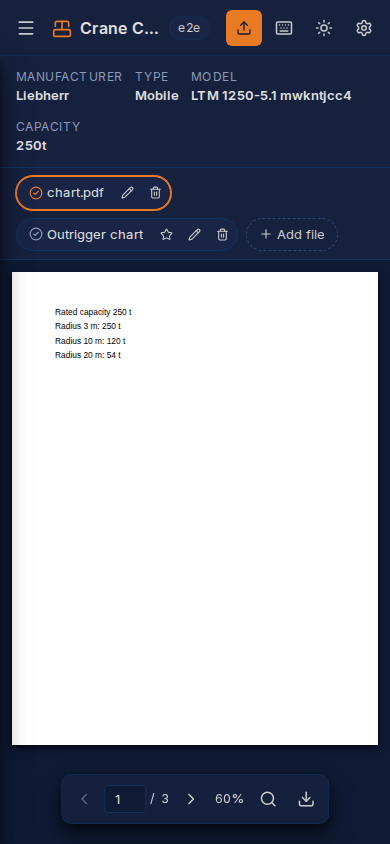 Crane C... e2e
MANUFACTURER TYPE MODEL
Liebherr Mobile LTM 1250-5.1 mwkntjcc4
CAPACITY
250t
chart.pdf
Outrigger chart Add file
Rated capacity 250 t
Radius 3 m: 250 t
Radius 10 m: 120 t
Radius 20 m: 54 t
1 / 3 60%